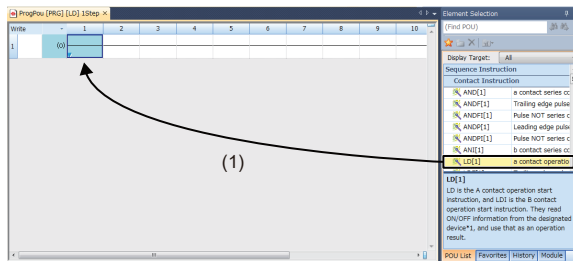 ProgPou [PRG] [LD] 1Step
Write 1 2 3 4 5 6 7 8 9 10
1 (0)
(1)
Element Selection
(Find POU)
Display Target: All
Sequence Instruction
Contact Instruction
AND[1] a contact series cc
ANDF[1] Trailing edge pulse
ANDFI[1] Pulse NOT series c
ANDP[1] Leading edge pulse
ANDPI[1] Pulse NOT series c
ANI[1] b contact series cc
LD[1] a contact operatio
LD[1]
LD is the A contact operation start
instruction, and LDI is the B contact
operation start instruction. They read
ON/OFF information from the designated
device*1, and use that as an operation
result.
POU List Favorites History Module